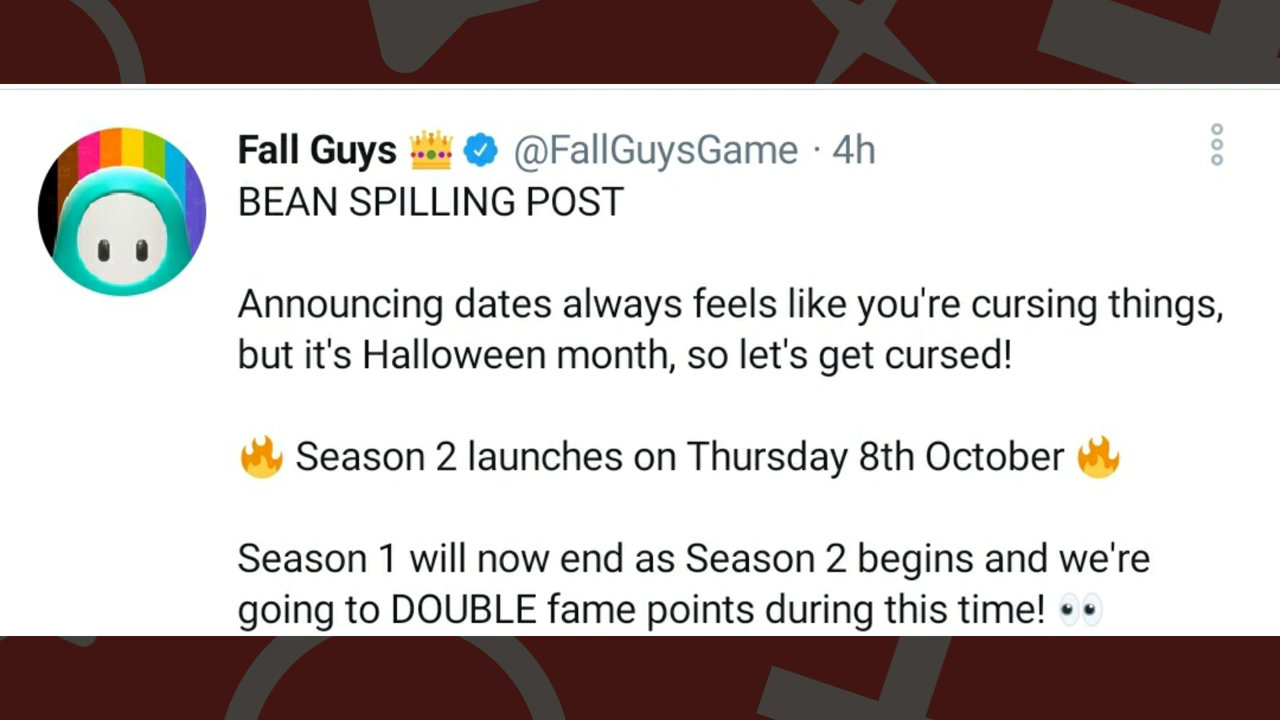 Fall Guys 👑 @FallGuysGame · 4h
BEAN SPILLING POST
Announcing dates always feels like you're cursing things,
but it's Halloween month, so let's get cursed!
🔥 Season 2 launches on Thursday 8th October 🔥
Season 1 will now end as Season 2 begins and we're
going to DOUBLE fame points during this time! 👀